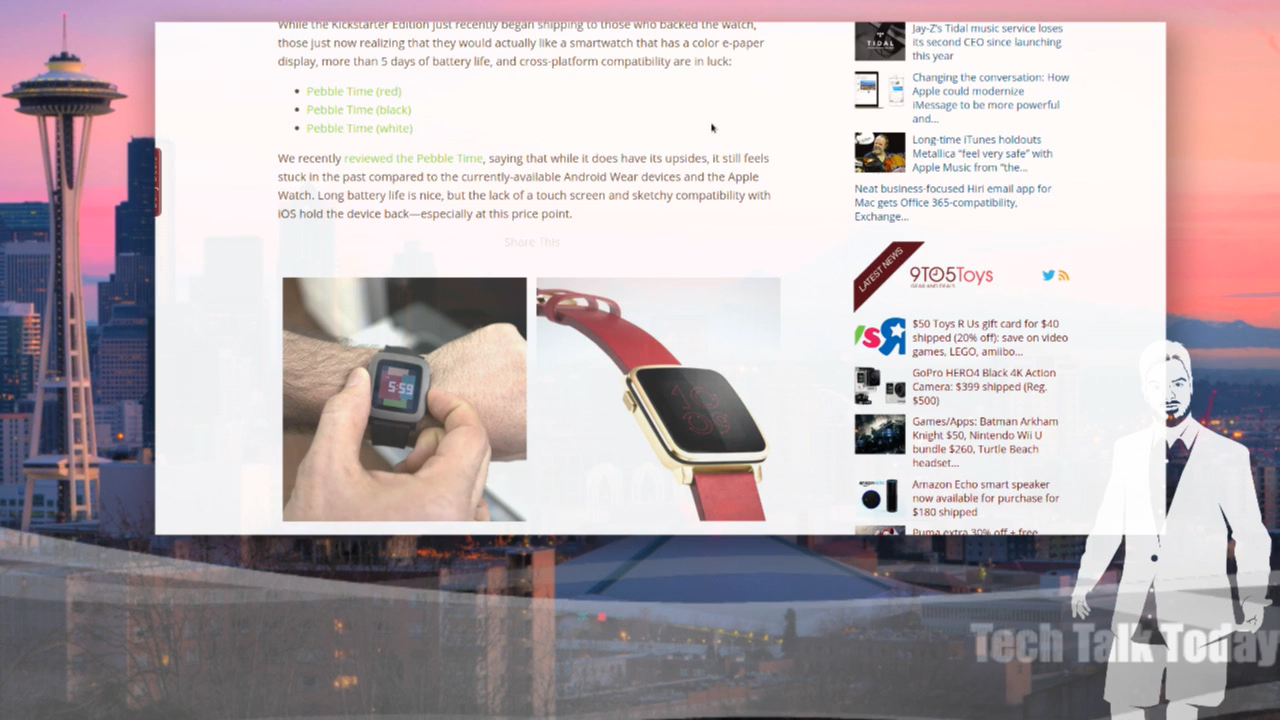 While the Kickstarter Edition just recently began shipping to those who backed the watch,
those just now realizing that they would actually like a smartwatch that has a color e-paper
display, more than 5 days of battery life, and cross-platform compatibility are in luck:
Pebble Time (red)
Pebble Time (black)
Pebble Time (white)
We recently reviewed the Pebble Time, saying that while it does have its upsides, it still feels
stuck in the past compared to the currently-available Android Wear devices and the Apple
Watch. Long battery life is nice, but the lack of a touch screen and sketchy compatibility with
iOS hold the device back—especially at this price point.
Share This
5:59
Jay-Z's Tidal music service loses
its second CEO since launching
this year
TIDAL
Changing the conversation: How
Apple could modernize
iMessage to be more powerful
and...
Long-time iTunes holdouts
Metallica “feel very safe” with
Apple Music from “the...
Neat business-focused Hiri email app for
Mac gets Office 365-compatibility,
Exchange...
LATEST NEWS
9TO5Toys
GEAR AND DEALS
$50 Toys R Us gift card for $40
shipped (20% off): save on video
games, LEGO, amiibo...
GoPro HERO4 Black 4K Action
Camera: $399 shipped (Reg.
$500)
Games/Apps: Batman Arkham
Knight $50, Nintendo Wii U
bundle $260, Turtle Beach
headset...
Amazon Echo smart speaker
now available for purchase for
$180 shipped
Puma extra 30% off + free
Tech Talk Today